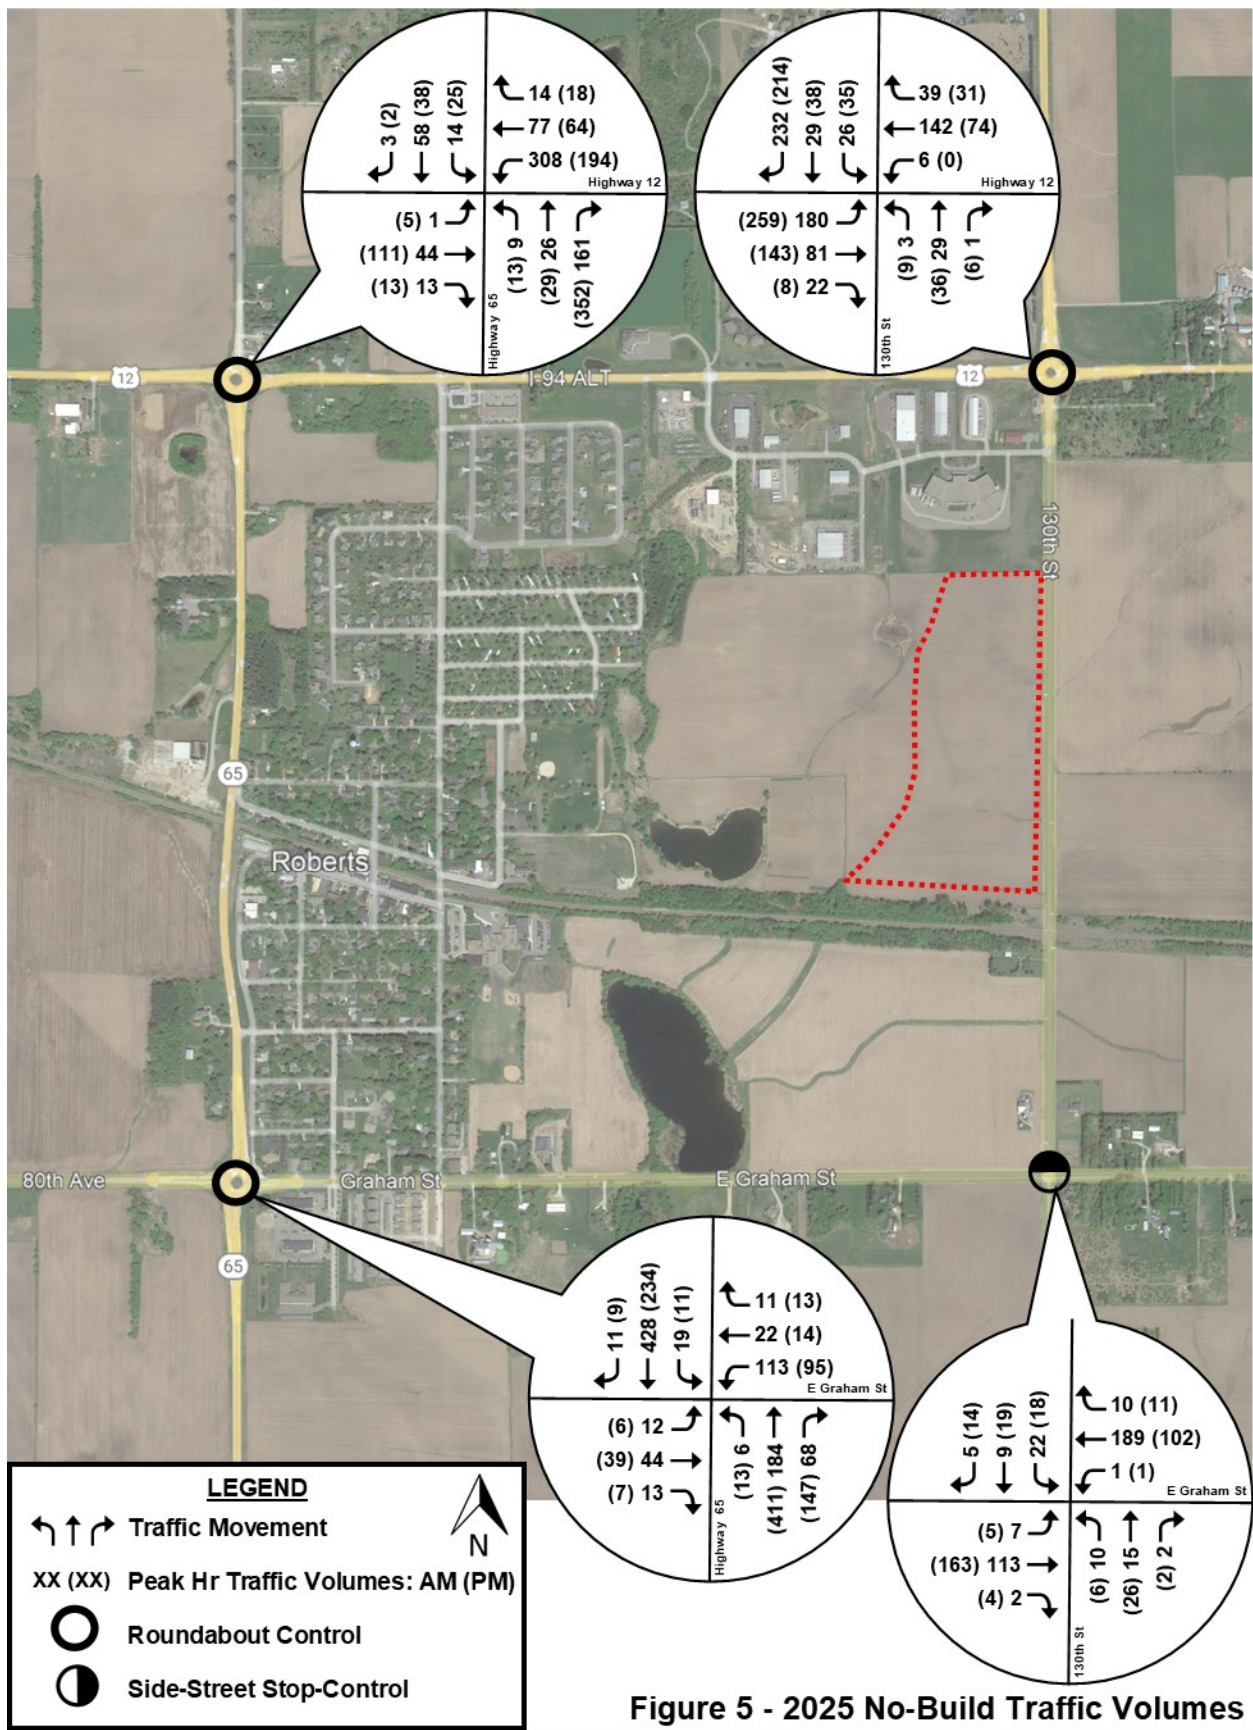 3 (2)
58 (38)
14 (25)
14 (18)
77 (64)
308 (194)
Highway 12
(5) 1
(111) 44
(13) 13
(13) 9
(29) 26
(352) 161
Highway 65
232 (214)
29 (38)
26 (35)
39 (31)
142 (74)
6 (0)
Highway 12
(259) 180
(143) 81
(8) 22
(9) 3
(36) 29
(6) 1
130th St
12
I-94 ALT
12
130th St
65
Roberts
80th Ave
Graham St
E Graham St
65
11 (9)
428 (234)
19 (11)
11 (13)
22 (14)
113 (95)
E Graham St
(6) 12
(39) 44
(7) 13
(13) 6
(411) 184
(147) 68
Highway 65
5 (14)
9 (19)
22 (18)
10 (11)
189 (102)
1 (1)
E Graham St
(5) 7
(163) 113
(4) 2
(6) 10
(26) 15
(2) 2
130th St
LEGEND
Traffic Movement
N
XX (XX) Peak Hr Traffic Volumes: AM (PM)
Roundabout Control
Side-Street Stop-Control
Figure 5 - 2025 No-Build Traffic Volumes